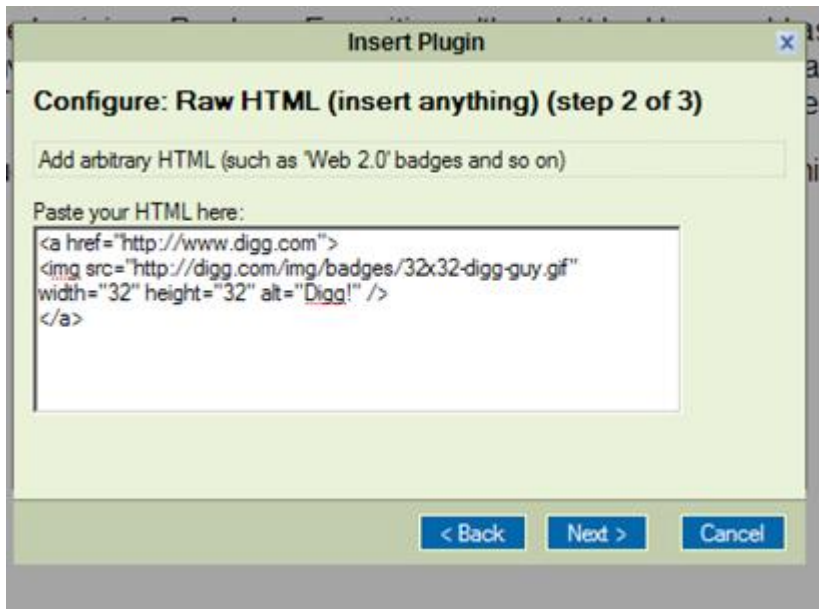 Insert Plugin
x
Configure: Raw HTML (insert anything) (step 2 of 3)
Add arbitrary HTML (such as 'Web 2.0' badges and so on)
Paste your HTML here:
<a href="http://www.digg.com">
<img src="http://digg.com/img/badges/32x32-digg-guy.gif"
width="32" height="32" alt="Digg!" />
</a>
< Back Next > Cancel